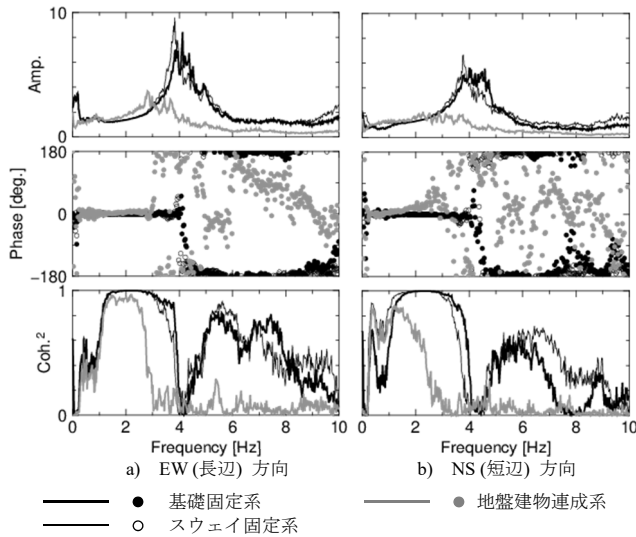 10
Amp.
0
180
Phase [deg.]
0
−180
1
Coh.²
0
0 2 4 6 8 10
0 2 4 6 8 10
Frequency [Hz]
Frequency [Hz]
a) EW (長辺) 方向
b) NS (短辺) 方向
基礎固定系
地盤建物連成系
スウェイ固定系